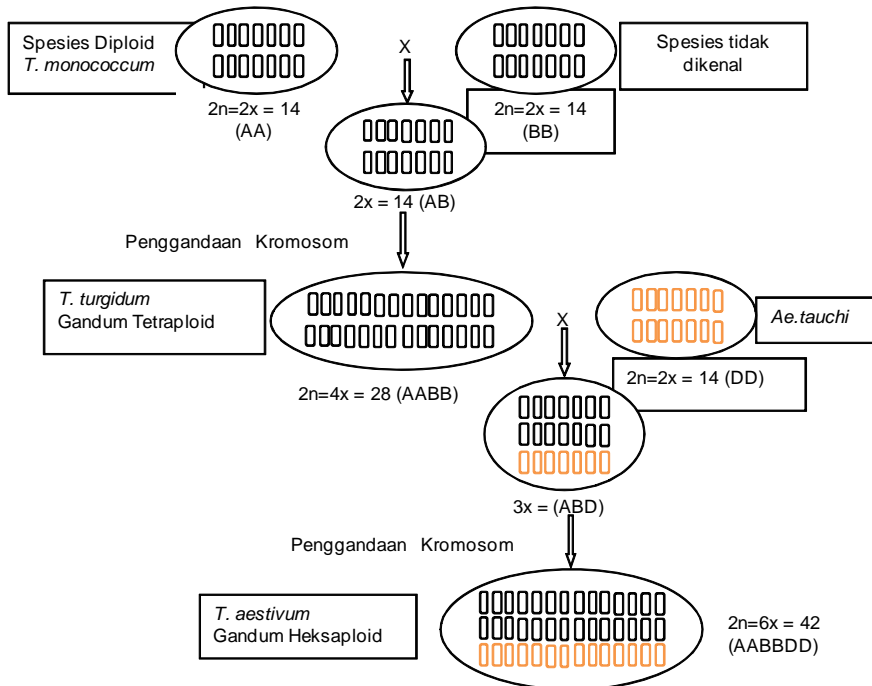 Spesies Diploid
T. monococcum
X
Spesies tidak
dikenal
2n=2x = 14
(AA)
2n=2x = 14
(BB)
2x = 14 (AB)
Penggandaan Kromosom
T. turgidum
Gandum Tetraploid
X
Ae.tauchi
2n=4x = 28 (AABB)
2n=2x = 14 (DD)
3x = (ABD)
Penggandaan Kromosom
T. aestivum
Gandum Heksaploid
2n=6x = 42
(AABBDD)